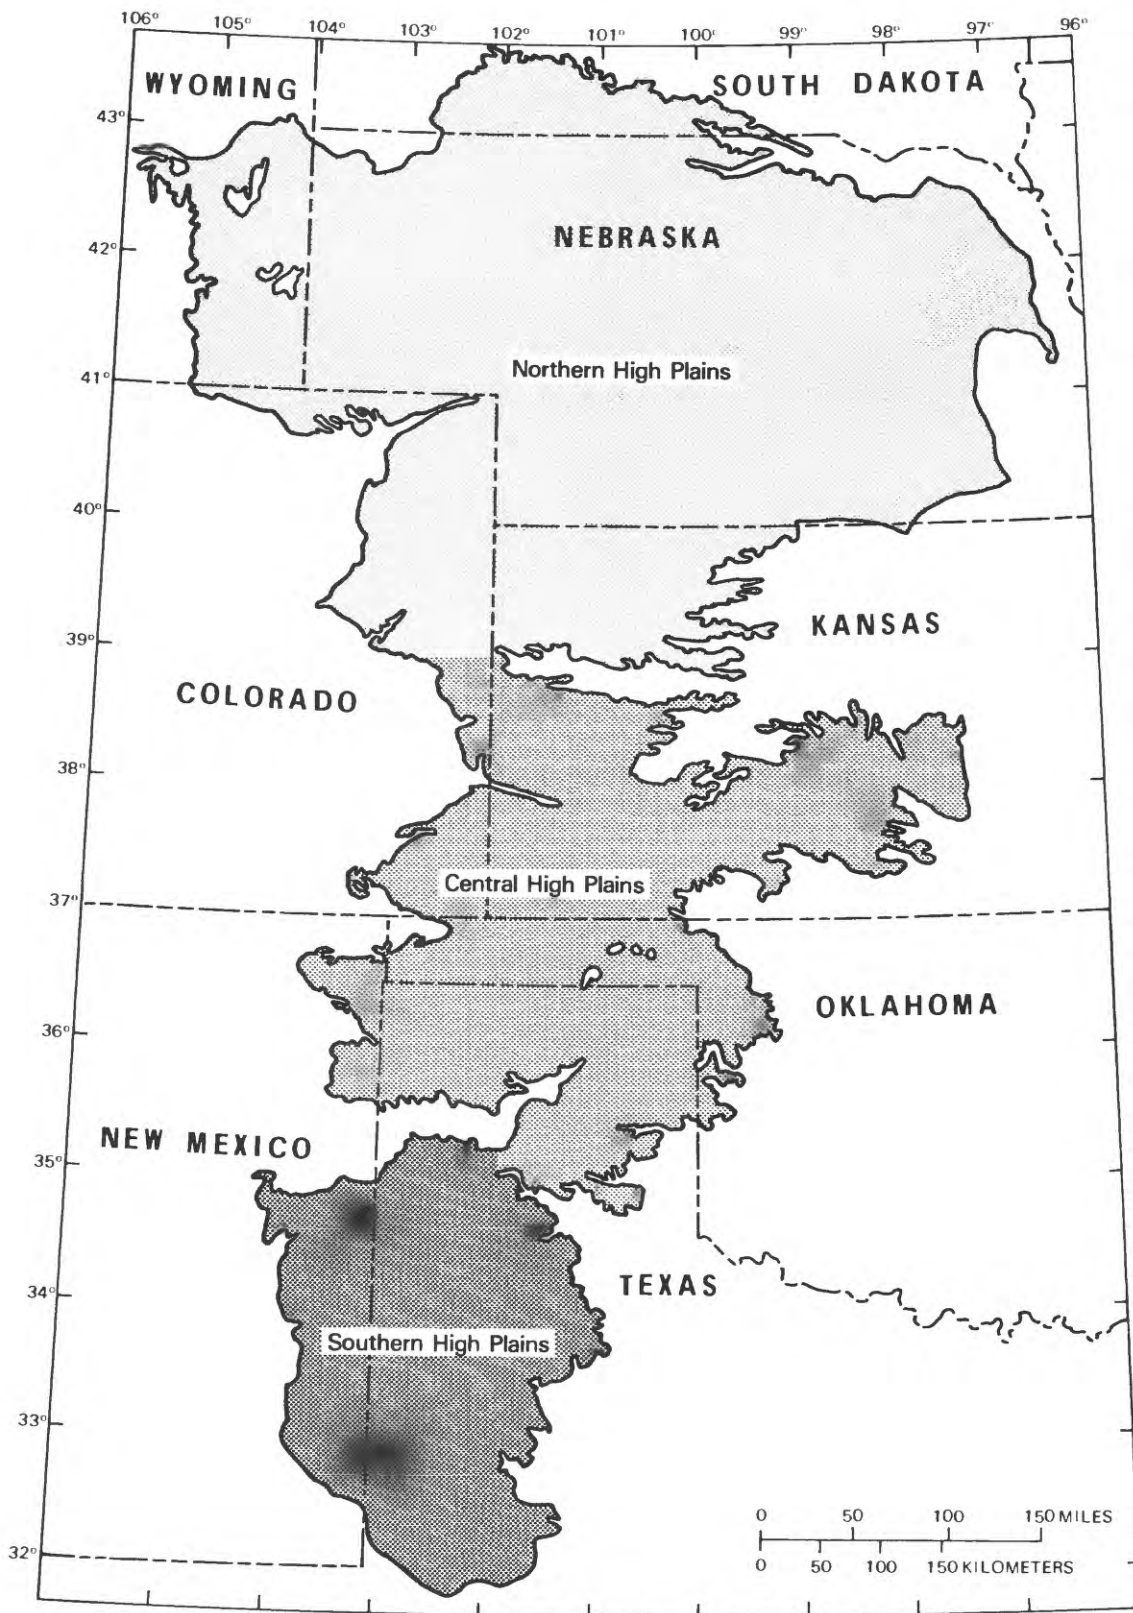 106° 105° 104° 103° 102° 101° 100° 99° 98° 97° 96°
WYOMING
SOUTH DAKOTA
43°
NEBRASKA
42°
Northern High Plains
41°
40°
KANSAS
39°
COLORADO
38°
Central High Plains
37°
OKLAHOMA
36°
NEW MEXICO
35°
TEXAS
34°
Southern High Plains
33°
0 50 100 150 MILES
32°
0 50 100 150 KILOMETERS